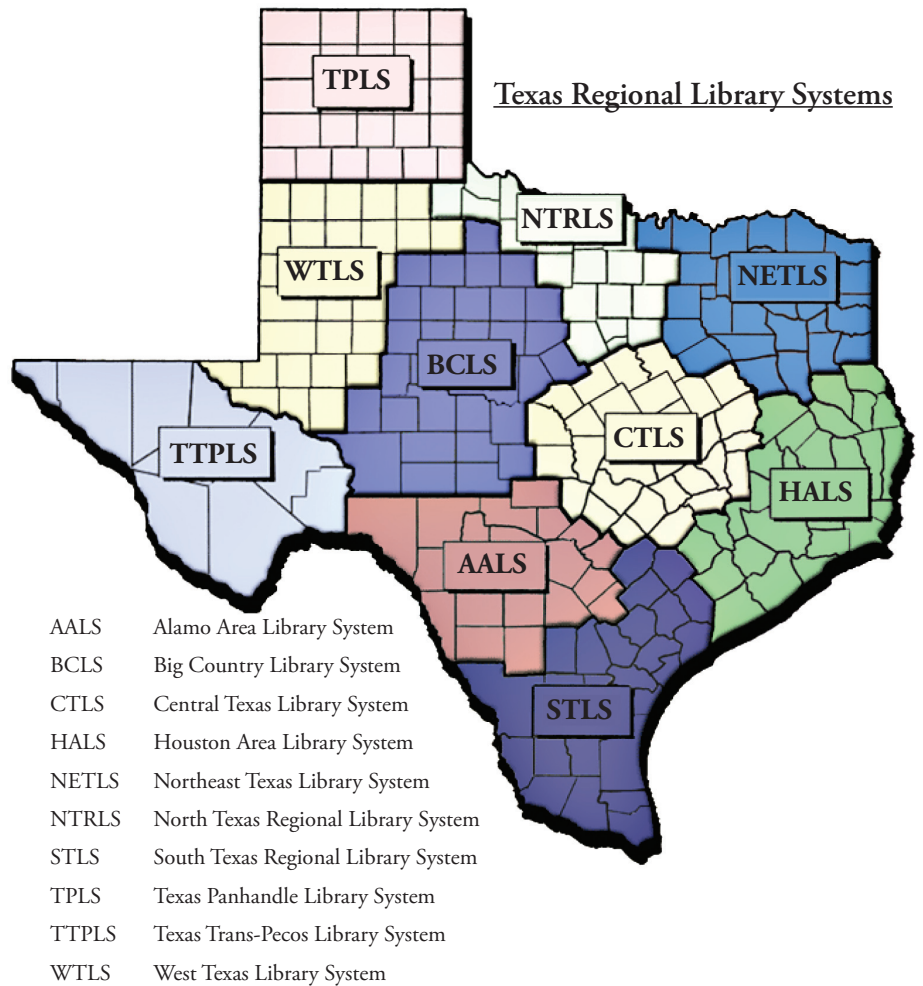 TPLS
Texas Regional Library Systems
NTRLS
WTLS
NETLS
BCLS
CTLS
TTPLS
HALS
AALS
STLS
AALS Alamo Area Library System
BCLS Big Country Library System
CTLS Central Texas Library System
HALS Houston Area Library System
NETLS Northeast Texas Library System
NTRLS North Texas Regional Library System
STLS South Texas Regional Library System
TPLS Texas Panhandle Library System
TTPLS Texas Trans-Pecos Library System
WTLS West Texas Library System